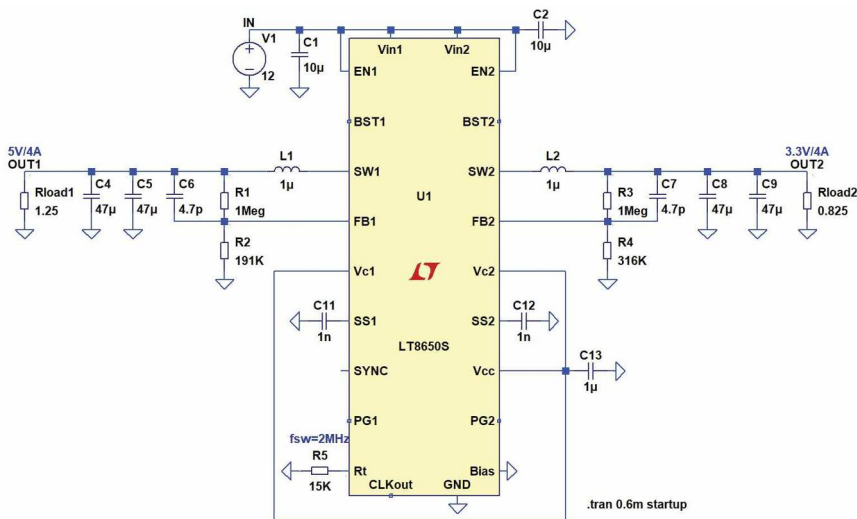 IN
V1
12
C1
10µ
C2
10µ
Vin1
Vin2
EN1
EN2
BST1
BST2
5V/4A
OUT1
Rload1
1.25
C4
47µ
C5
47µ
C6
4.7p
R1
1Meg
R2
191K
L1
1µ
SW1
SW2
L2
1µ
R3
1Meg
C7
4.7p
C8
47µ
C9
47µ
3.3V/4A
OUT2
Rload2
0.825
R4
316K
U1
FB1
FB2
Vc1
Vc2
C11
1n
SS1
SS2
C12
1n
LT8650S
SYNC
Vcc
C13
1µ
PG1
PG2
fsw=2MHz
R5
15K
Rt
Bias
CLKout
GND
.tran 0.6m startup